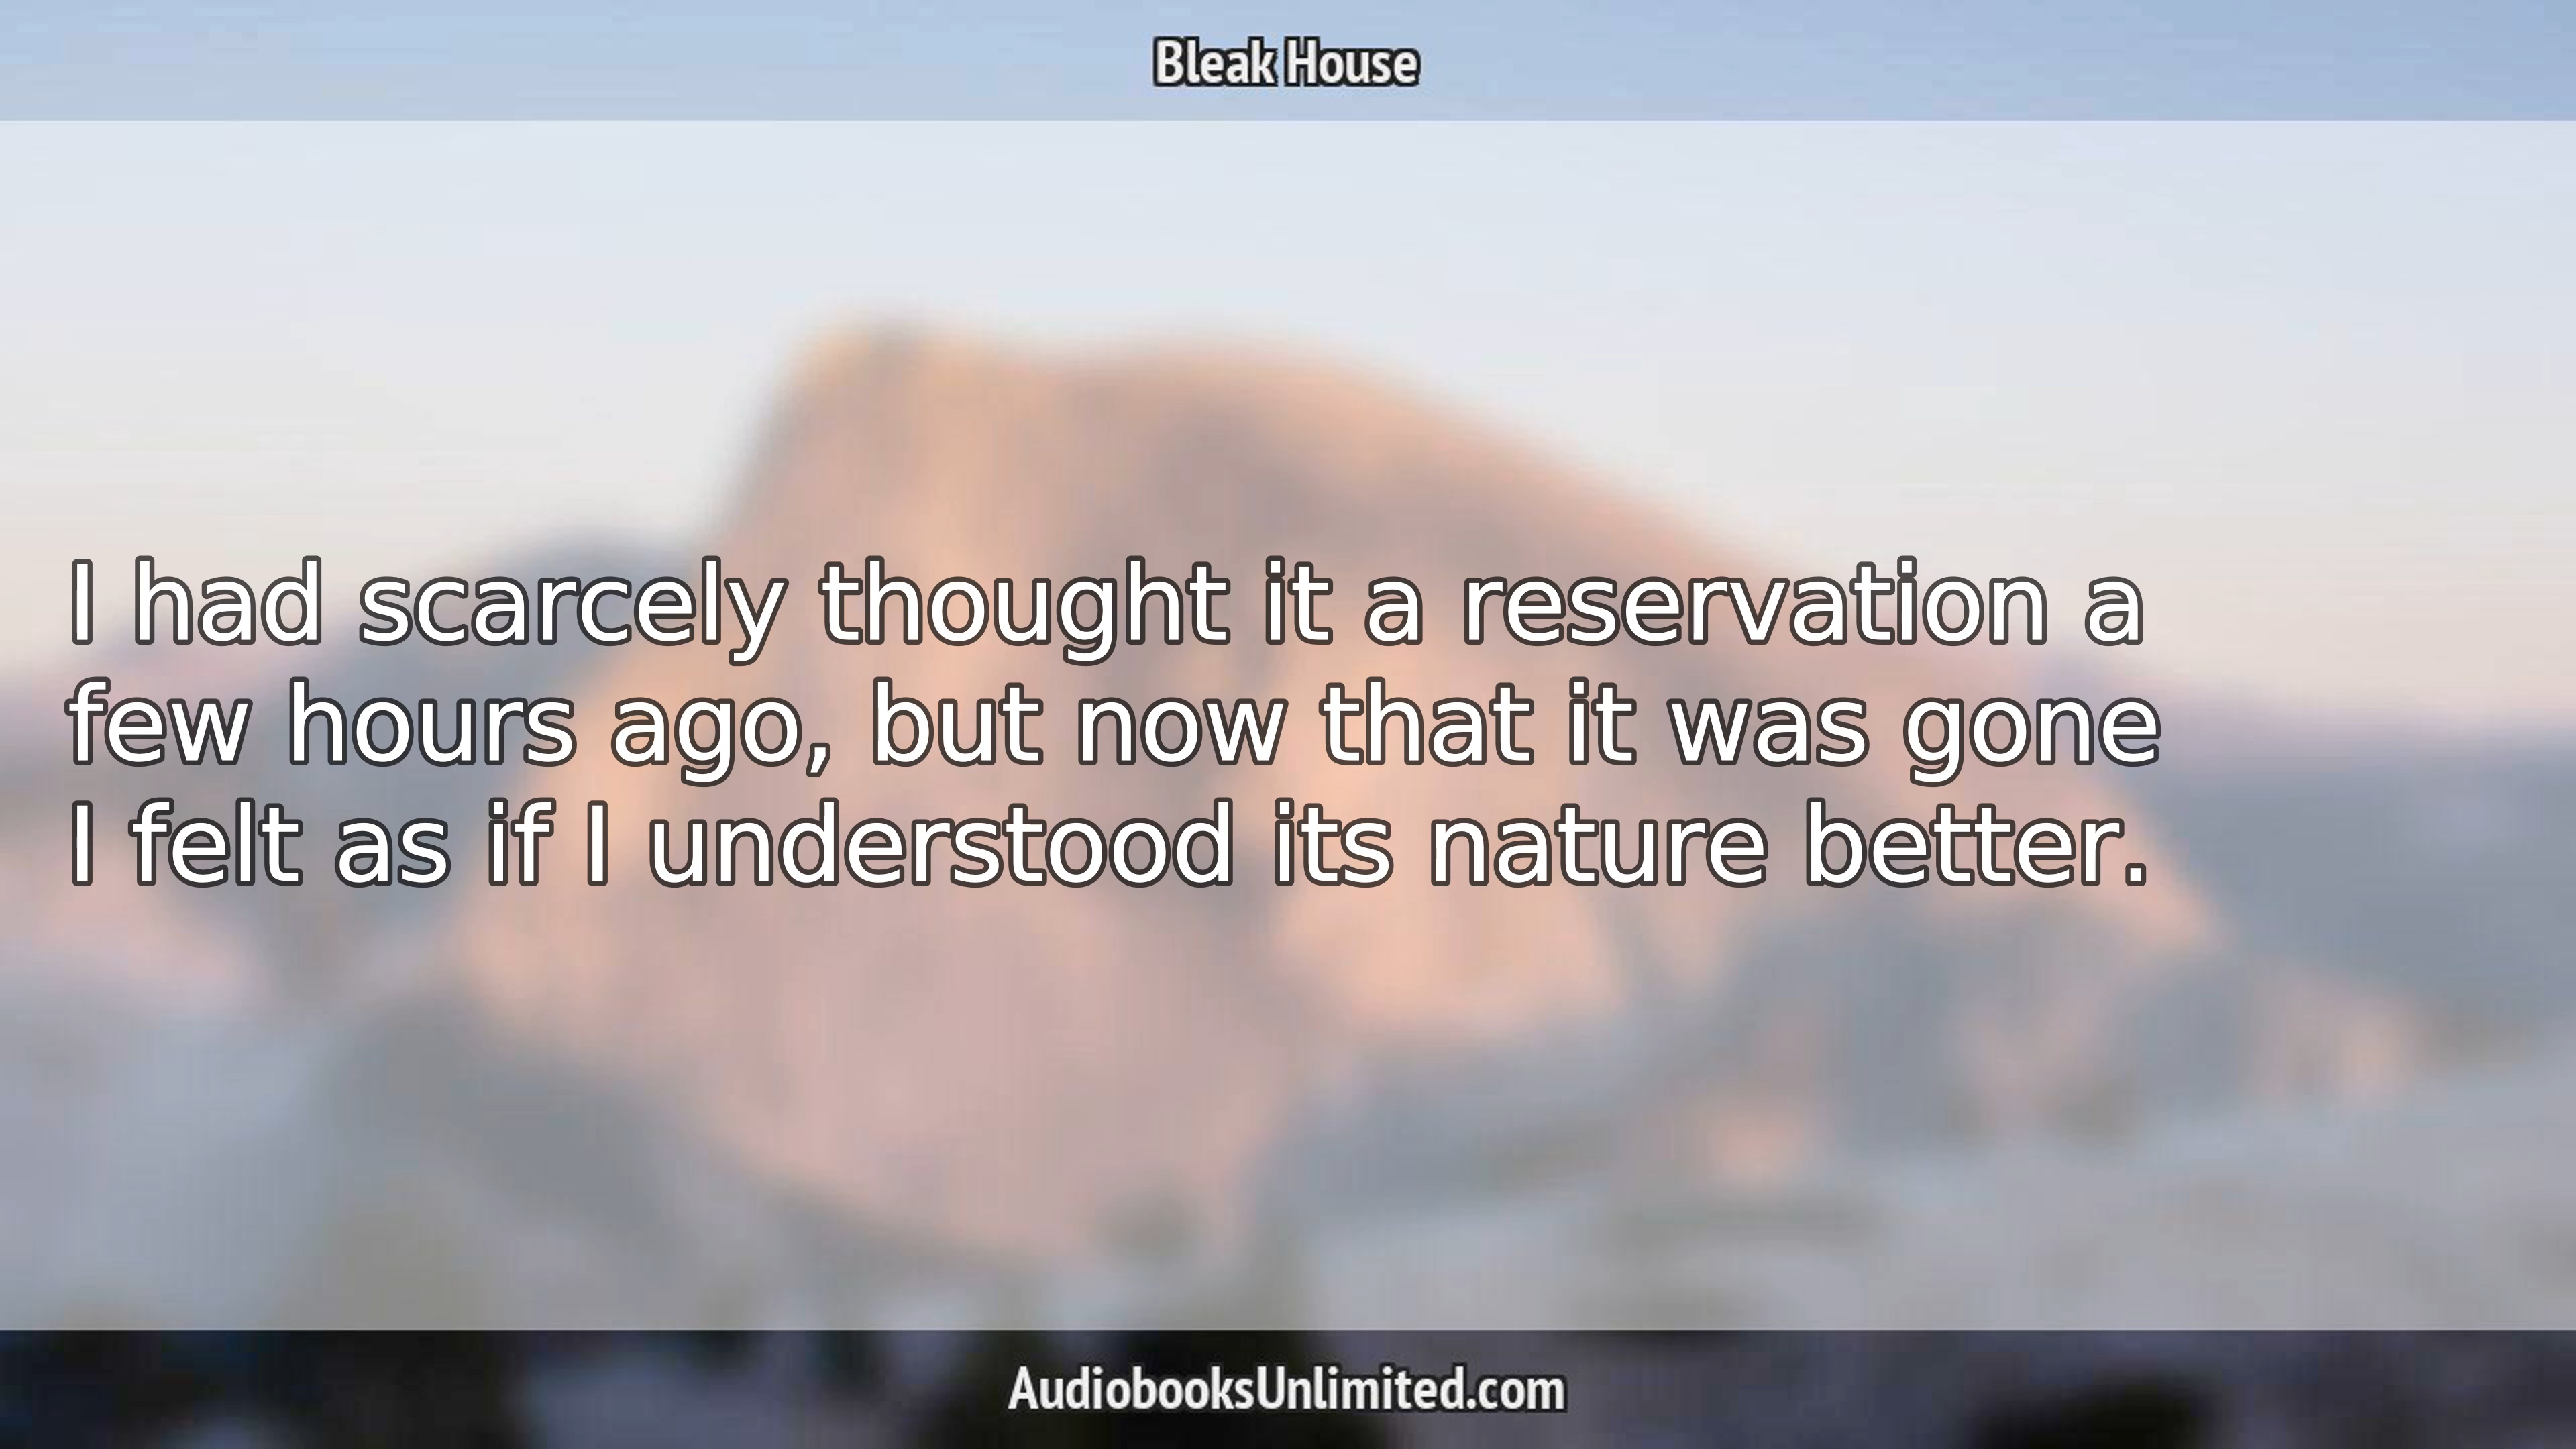 Bleak House
I had scarcely thought it a reservation a
few hours ago, but now that it was gone
I felt as if I understood its nature better.
AudiobooksUnlimited.com